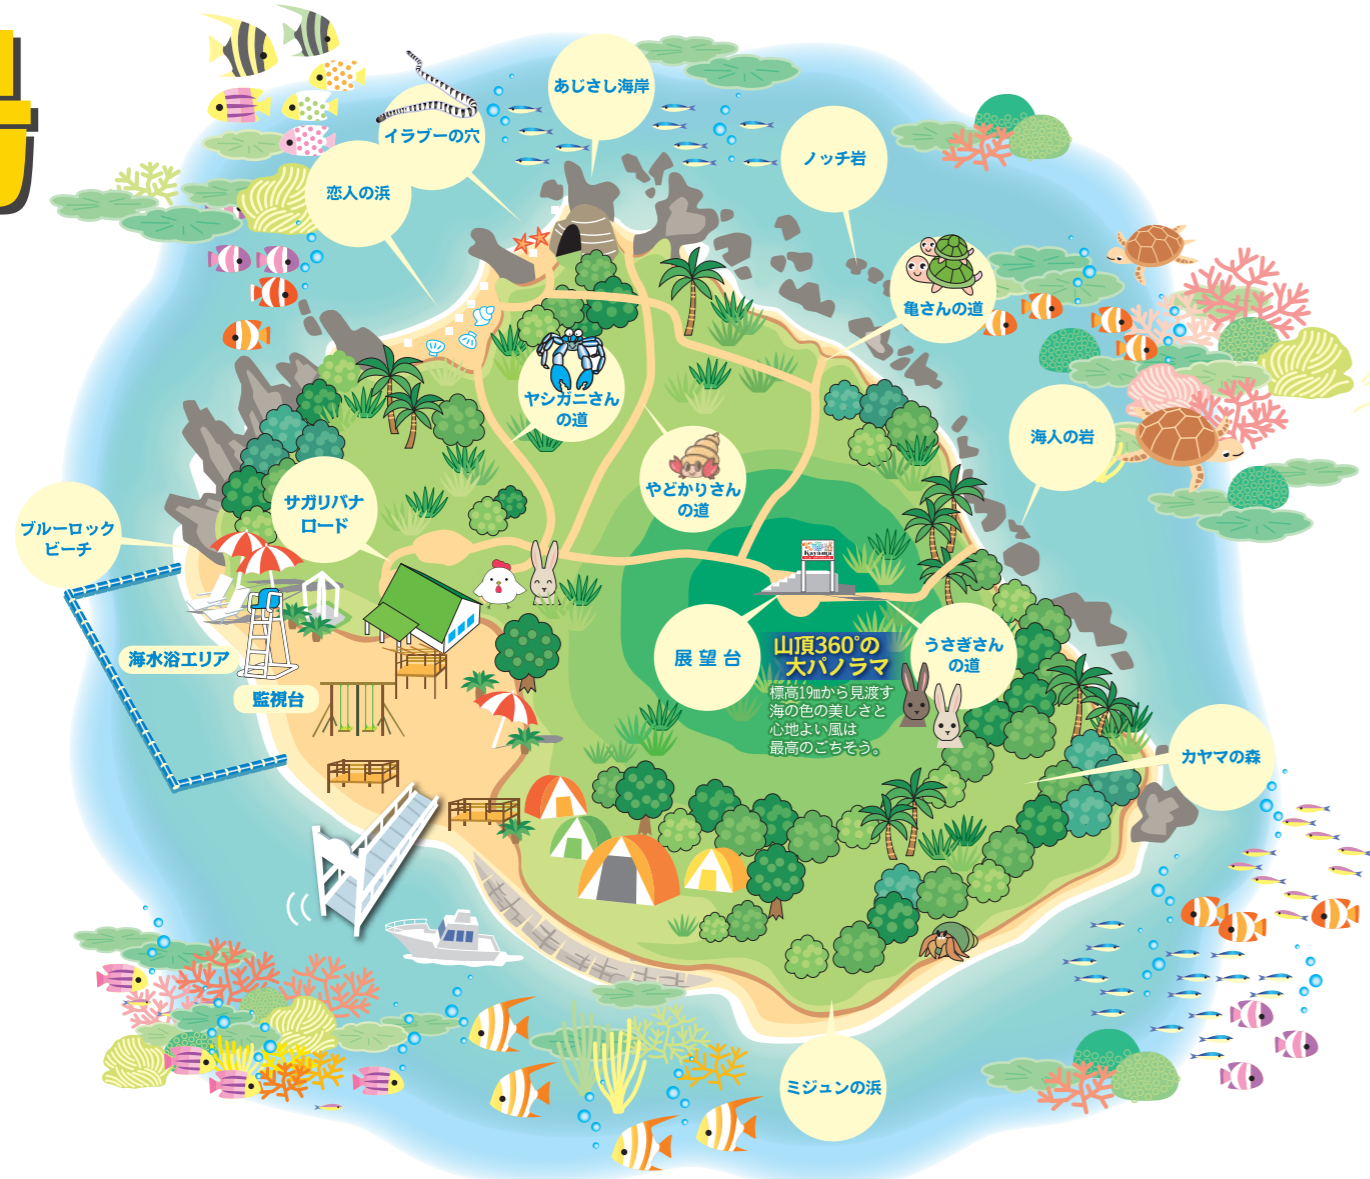 あじさし海岸
イラブーの穴
ノッチ岩
恋人の浜
亀さんの道
ヤシガニさん
の道
海人の岩
やどかりさん
の道
サガリバナ
ロード
ブルーロック
ビーチ
Kayama
展望台
山頂360°の
大パノラマ
標高19mから見渡す
海の色の美しさと
心地よい風は
最高のごちそう。
うさぎさん
の道
海水浴エリア
監視台
カヤマの森
ミジュンの浜